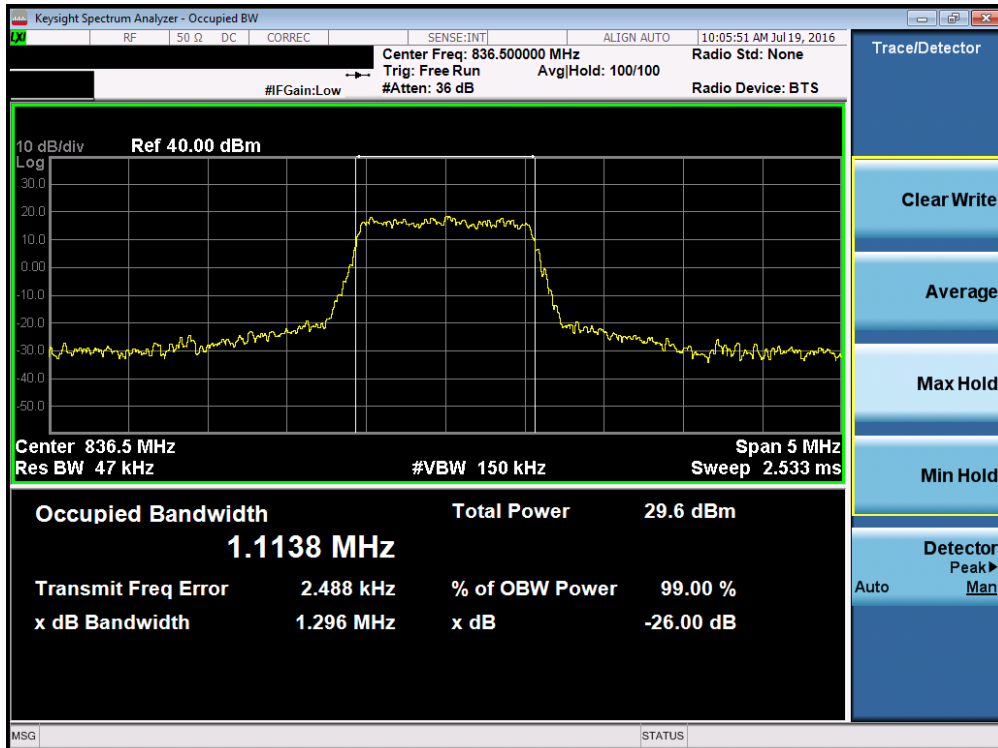 Keysight Spectrum Analyzer - Occupied BW
LXI RF 50 Ω DC CORREC SENSE:INT ALIGN AUTO 10:05:51 AM Jul 19, 2016
Center Freq: 836.500000 MHz Radio Std: None
Trig: Free Run Avg|Hold: 100/100
#IFGain:Low #Atten: 36 dB Radio Device: BTS
Trace/Detector
10 dB/div Ref 40.00 dBm
Log
30.0
20.0
10.0
0.00
-10.0
-20.0
-30.0
-40.0
-50.0
Center 836.5 MHz Span 5 MHz
Res BW 47 kHz #VBW 150 kHz Sweep 2.533 ms
Occupied Bandwidth Total Power 29.6 dBm
1.1138 MHz
Transmit Freq Error 2.488 kHz % of OBW Power 99.00 %
x dB Bandwidth 1.296 MHz x dB -26.00 dB
Clear Write
Average
Max Hold
Min Hold
Detector
Peak▶
Auto Man
MSG STATUS